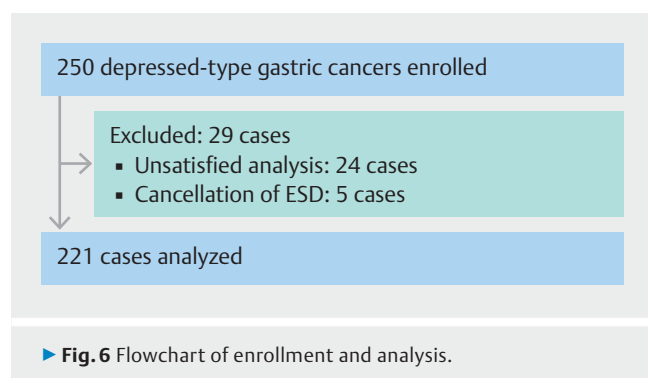 250 depressed-type gastric cancers enrolled
Excluded: 29 cases
▪ Unsatisfied analysis: 24 cases
▪ Cancellation of ESD: 5 cases
221 cases analyzed
▶ Fig. 6 Flowchart of enrollment and analysis.